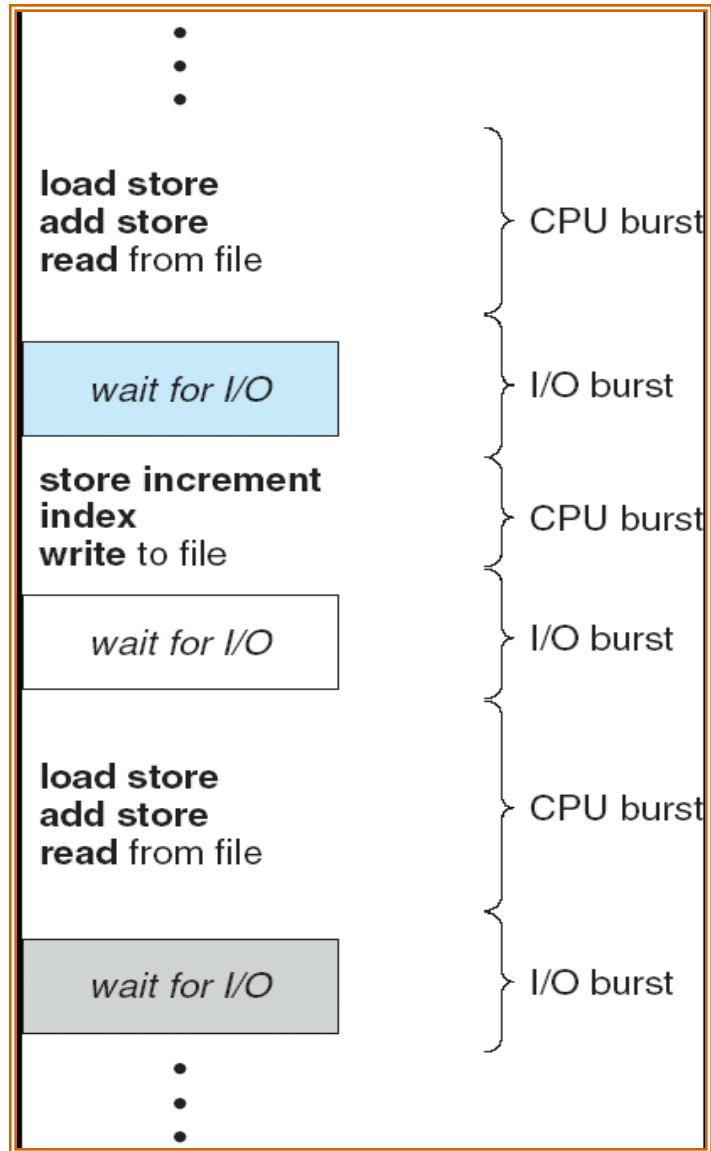 load store
add store
read from file
CPU burst
wait for I/O
I/O burst
store increment
index
write to file
CPU burst
wait for I/O
I/O burst
load store
add store
read from file
CPU burst
wait for I/O
I/O burst